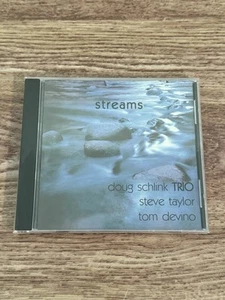 streams
doug schlink TRIO
steve taylor
tom devino